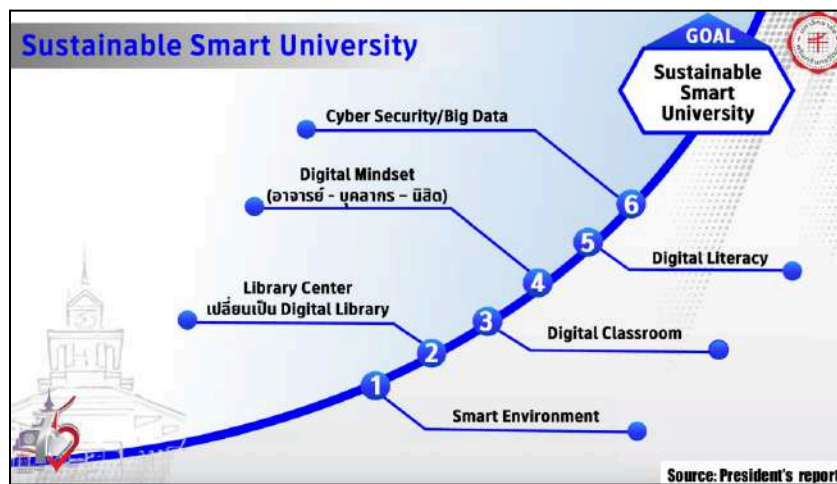 Sustainable Smart University
GOAL
Sustainable
Smart
University
Cyber Security/Big Data
6
Digital Mindset
(อาจารย์ - บุคลากร – นิสิต)
5
Digital Literacy
4
Library Center
เปลี่ยนเป็น Digital Library
3
Digital Classroom
2
1
Smart Environment
Source: President's report